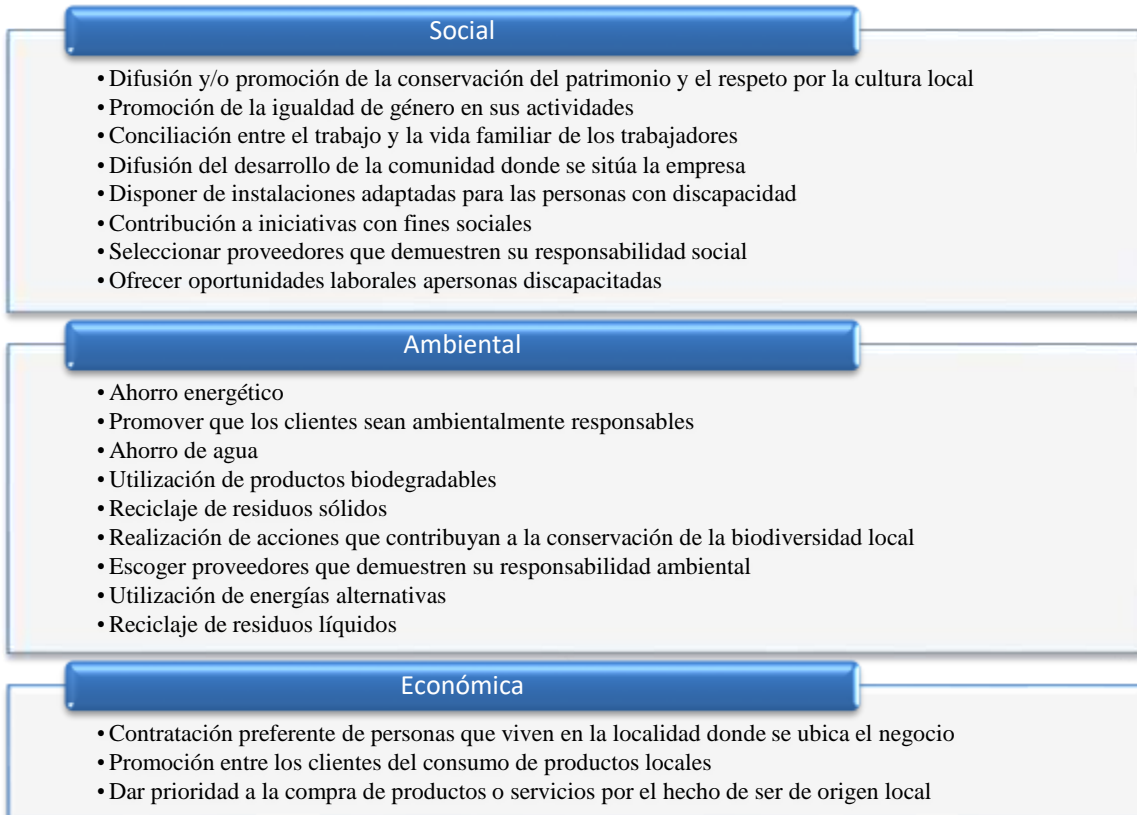 Social
• Difusión y/o promoción de la conservación del patrimonio y el respeto por la cultura local
• Promoción de la igualdad de género en sus actividades
• Conciliación entre el trabajo y la vida familiar de los trabajadores
• Difusión del desarrollo de la comunidad donde se sitúa la empresa
• Disponer de instalaciones adaptadas para las personas con discapacidad
• Contribución a iniciativas con fines sociales
• Seleccionar proveedores que demuestren su responsabilidad social
• Ofrecer oportunidades laborales apersonas discapacitadas
Ambiental
• Ahorro energético
• Promover que los clientes sean ambientalmente responsables
• Ahorro de agua
• Utilización de productos biodegradables
• Reciclaje de residuos sólidos
• Realización de acciones que contribuyan a la conservación de la biodiversidad local
• Escoger proveedores que demuestren su responsabilidad ambiental
• Utilización de energías alternativas
• Reciclaje de residuos líquidos
Económica
• Contratación preferente de personas que viven en la localidad donde se ubica el negocio
• Promoción entre los clientes del consumo de productos locales
• Dar prioridad a la compra de productos o servicios por el hecho de ser de origen local